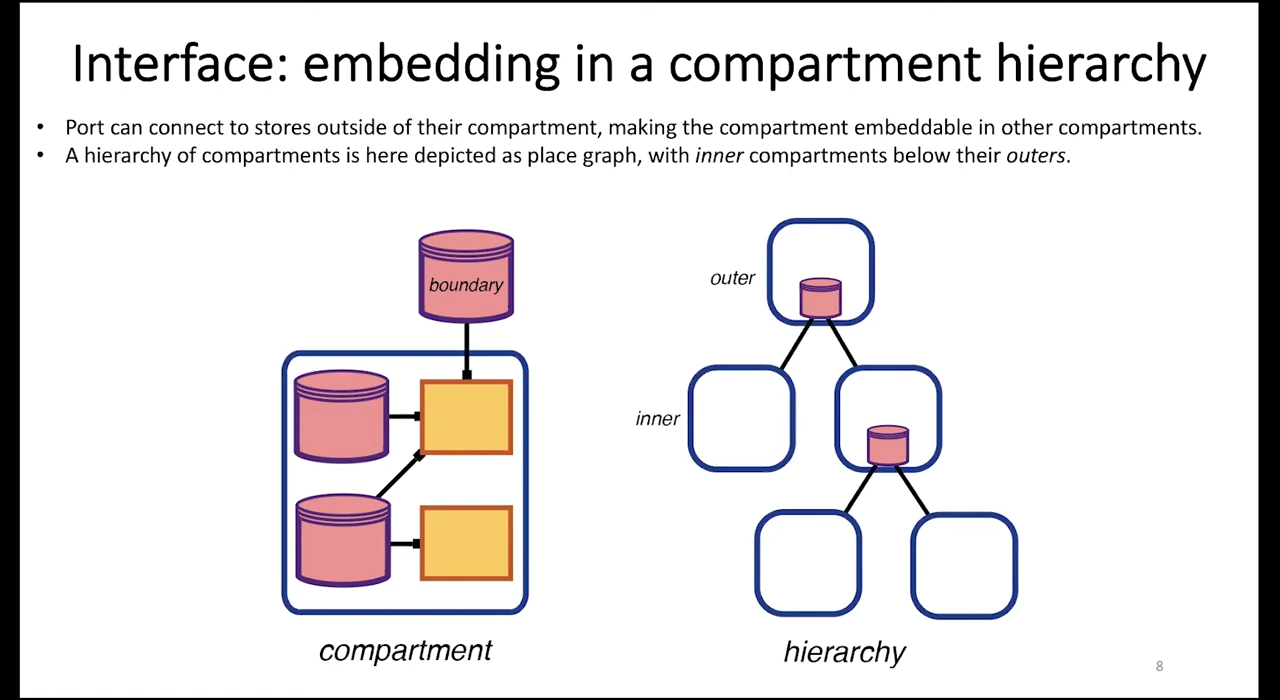 Interface: embedding in a compartment hierarchy
• Port can connect to stores outside of their compartment, making the compartment embeddable in other compartments.
• A hierarchy of compartments is here depicted as place graph, with inner compartments below their outers.
boundary
compartment
outer
inner
hierarchy
8